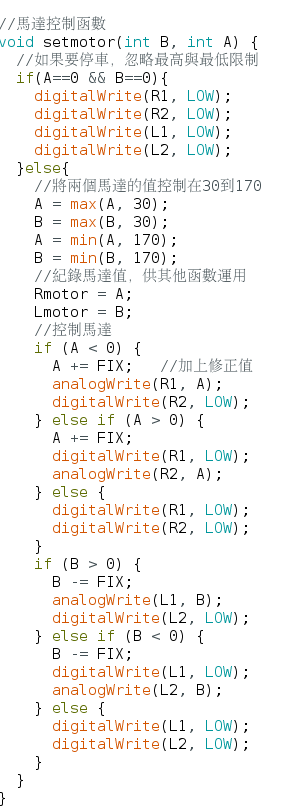 //馬達控制函數
void setmotor(int B, int A) {
  //如果要停車，忽略最高與最低限制
  if(A==0 && B==0){
    digitalWrite(R1, LOW);
    digitalWrite(R2, LOW);
    digitalWrite(L1, LOW);
    digitalWrite(L2, LOW);
  }else{
    //將兩個馬達的值控制在30到170
    A = max(A, 30);
    B = max(B, 30);
    A = min(A, 170);
    B = min(B, 170);
    //紀錄馬達值，供其他函數運用
    Rmotor = A;
    Lmotor = B;
    //控制馬達
    if (A < 0) {
      A += FIX;   //加上修正值
      analogWrite(R1, A);
      digitalWrite(R2, LOW);
    } else if (A > 0) {
      A += FIX;
      digitalWrite(R1, LOW);
      analogWrite(R2, A);
    } else {
      digitalWrite(R1, LOW);
      digitalWrite(R2, LOW);
    }
    if (B > 0) {
      B -= FIX;
      analogWrite(L1, B);
      digitalWrite(L2, LOW);
    } else if (B < 0) {
      B -= FIX;
      digitalWrite(L1, LOW);
      analogWrite(L2, B);
    } else {
      digitalWrite(L1, LOW);
      digitalWrite(L2, LOW);
    }
  }
}